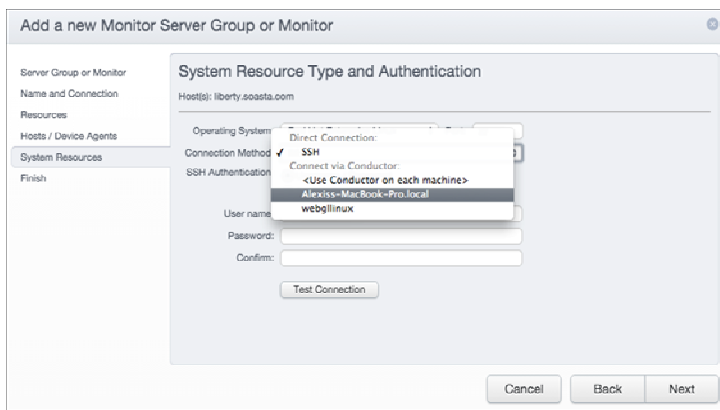 Add a new Monitor Server Group or Monitor
Server Group or Monitor
Name and Connection
Resources
Hosts / Device Agents
System Resources
Finish
System Resource Type and Authentication
Host(s): liberty.soasta.com
Operating System
Direct Connection:
Connection Method ✓ SSH
Connect via Conductor:
SSH Authentication <Use Conductor on each machine>
Alexiss-MacBook-Pro.local
User name webgllinux
Password:
Confirm:
Test Connection
Cancel Back Next